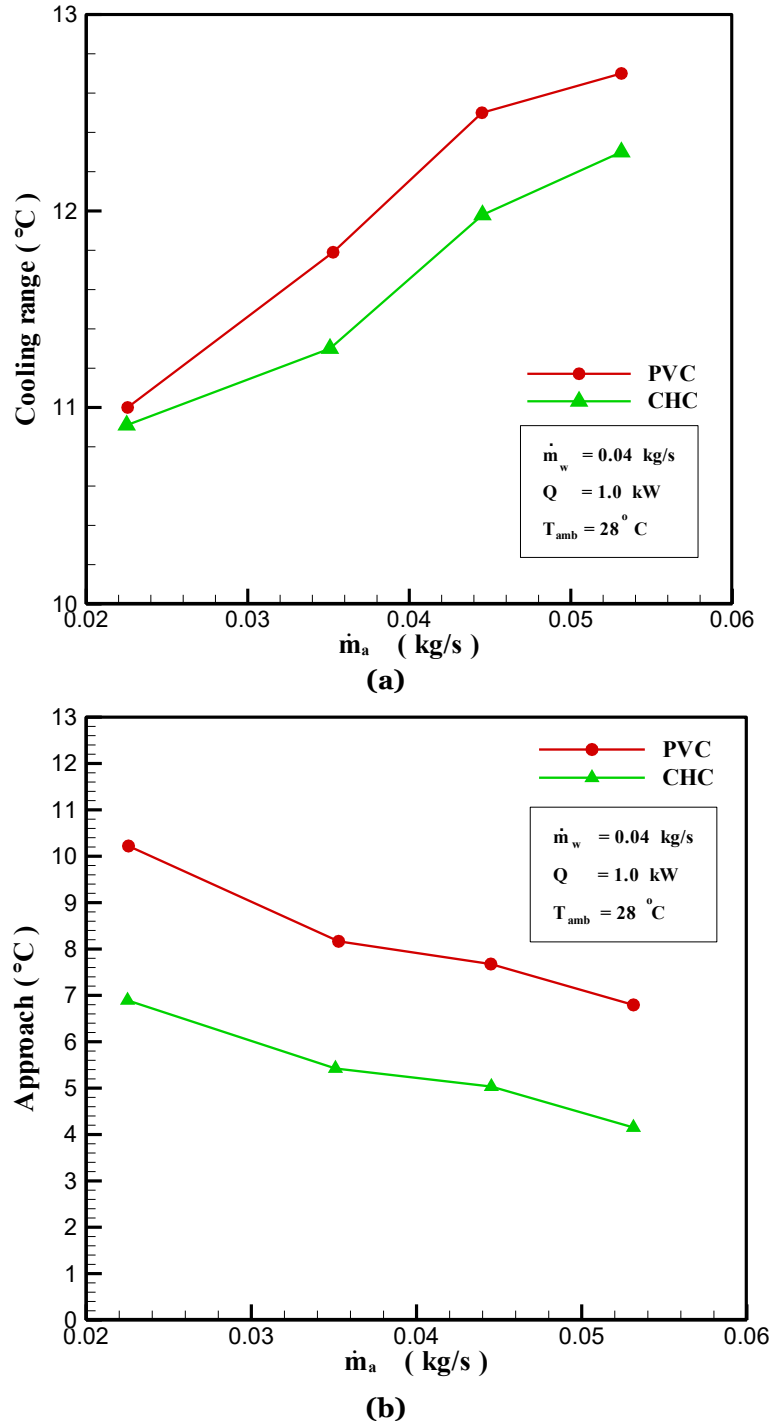 13
12
11
10
Cooling range ( °C )
PVC
CHC
ṁw = 0.04 kg/s
Q = 1.0 kW
Tamb = 28° C
0.02 0.03 0.04 0.05 0.06
ṁa ( kg/s )
(a)
13
12
11
10
9
8
7
6
5
4
3
2
1
0
Approach ( °C )
PVC
CHC
ṁw = 0.04 kg/s
Q = 1.0 kW
Tamb = 28 °C
0.02 0.03 0.04 0.05 0.06
ṁa ( kg/s )
(b)